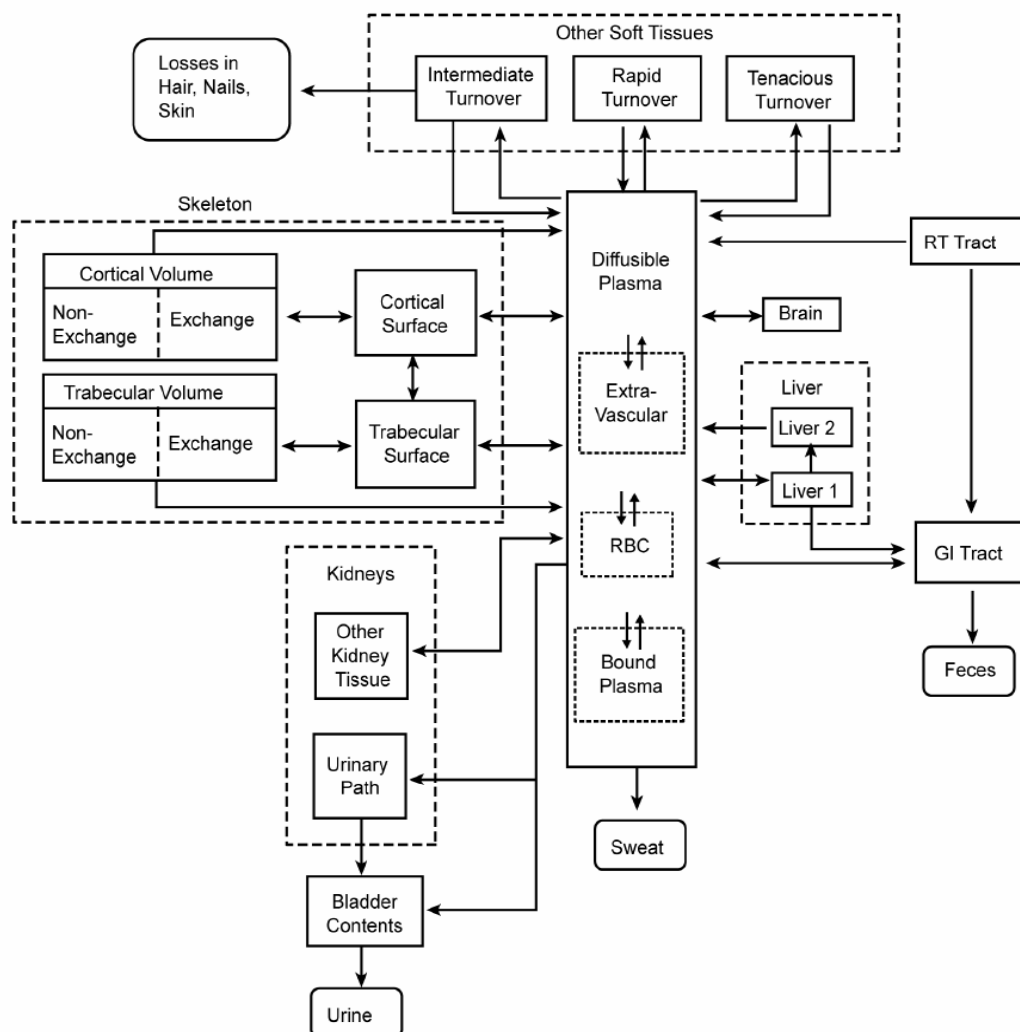 Other Soft Tissues
Losses in
Hair, Nails,
Skin
Intermediate
Turnover
Rapid
Turnover
Tenacious
Turnover
Skeleton
Cortical Volume
Non-
Exchange
Exchange
Cortical
Surface
Trabecular Volume
Non-
Exchange
Exchange
Trabecular
Surface
Diffusible
Plasma
Extra-
Vascular
RBC
Bound
Plasma
RT Tract
Brain
Liver
Liver 2
Liver 1
GI Tract
Feces
Kidneys
Other
Kidney
Tissue
Urinary
Path
Sweat
Bladder
Contents
Urine